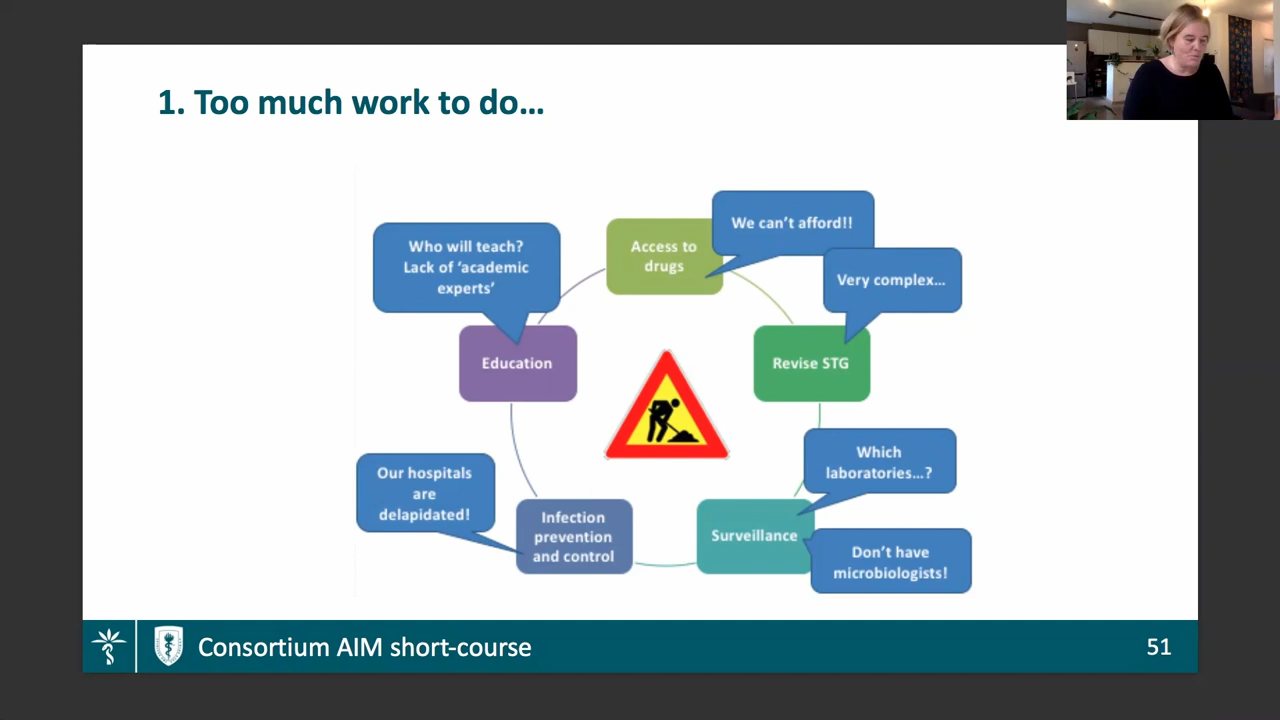 1. Too much work to do…
We can't afford!!
Who will teach?
Lack of 'academic
experts'
Access to
drugs
Very complex…
Education
Revise STG
Which
laboratories…?
Our hospitals
are
delapidated!
Infection
prevention
and control
Surveillance
Don't have
microbiologists!
Consortium AIM short-course
51